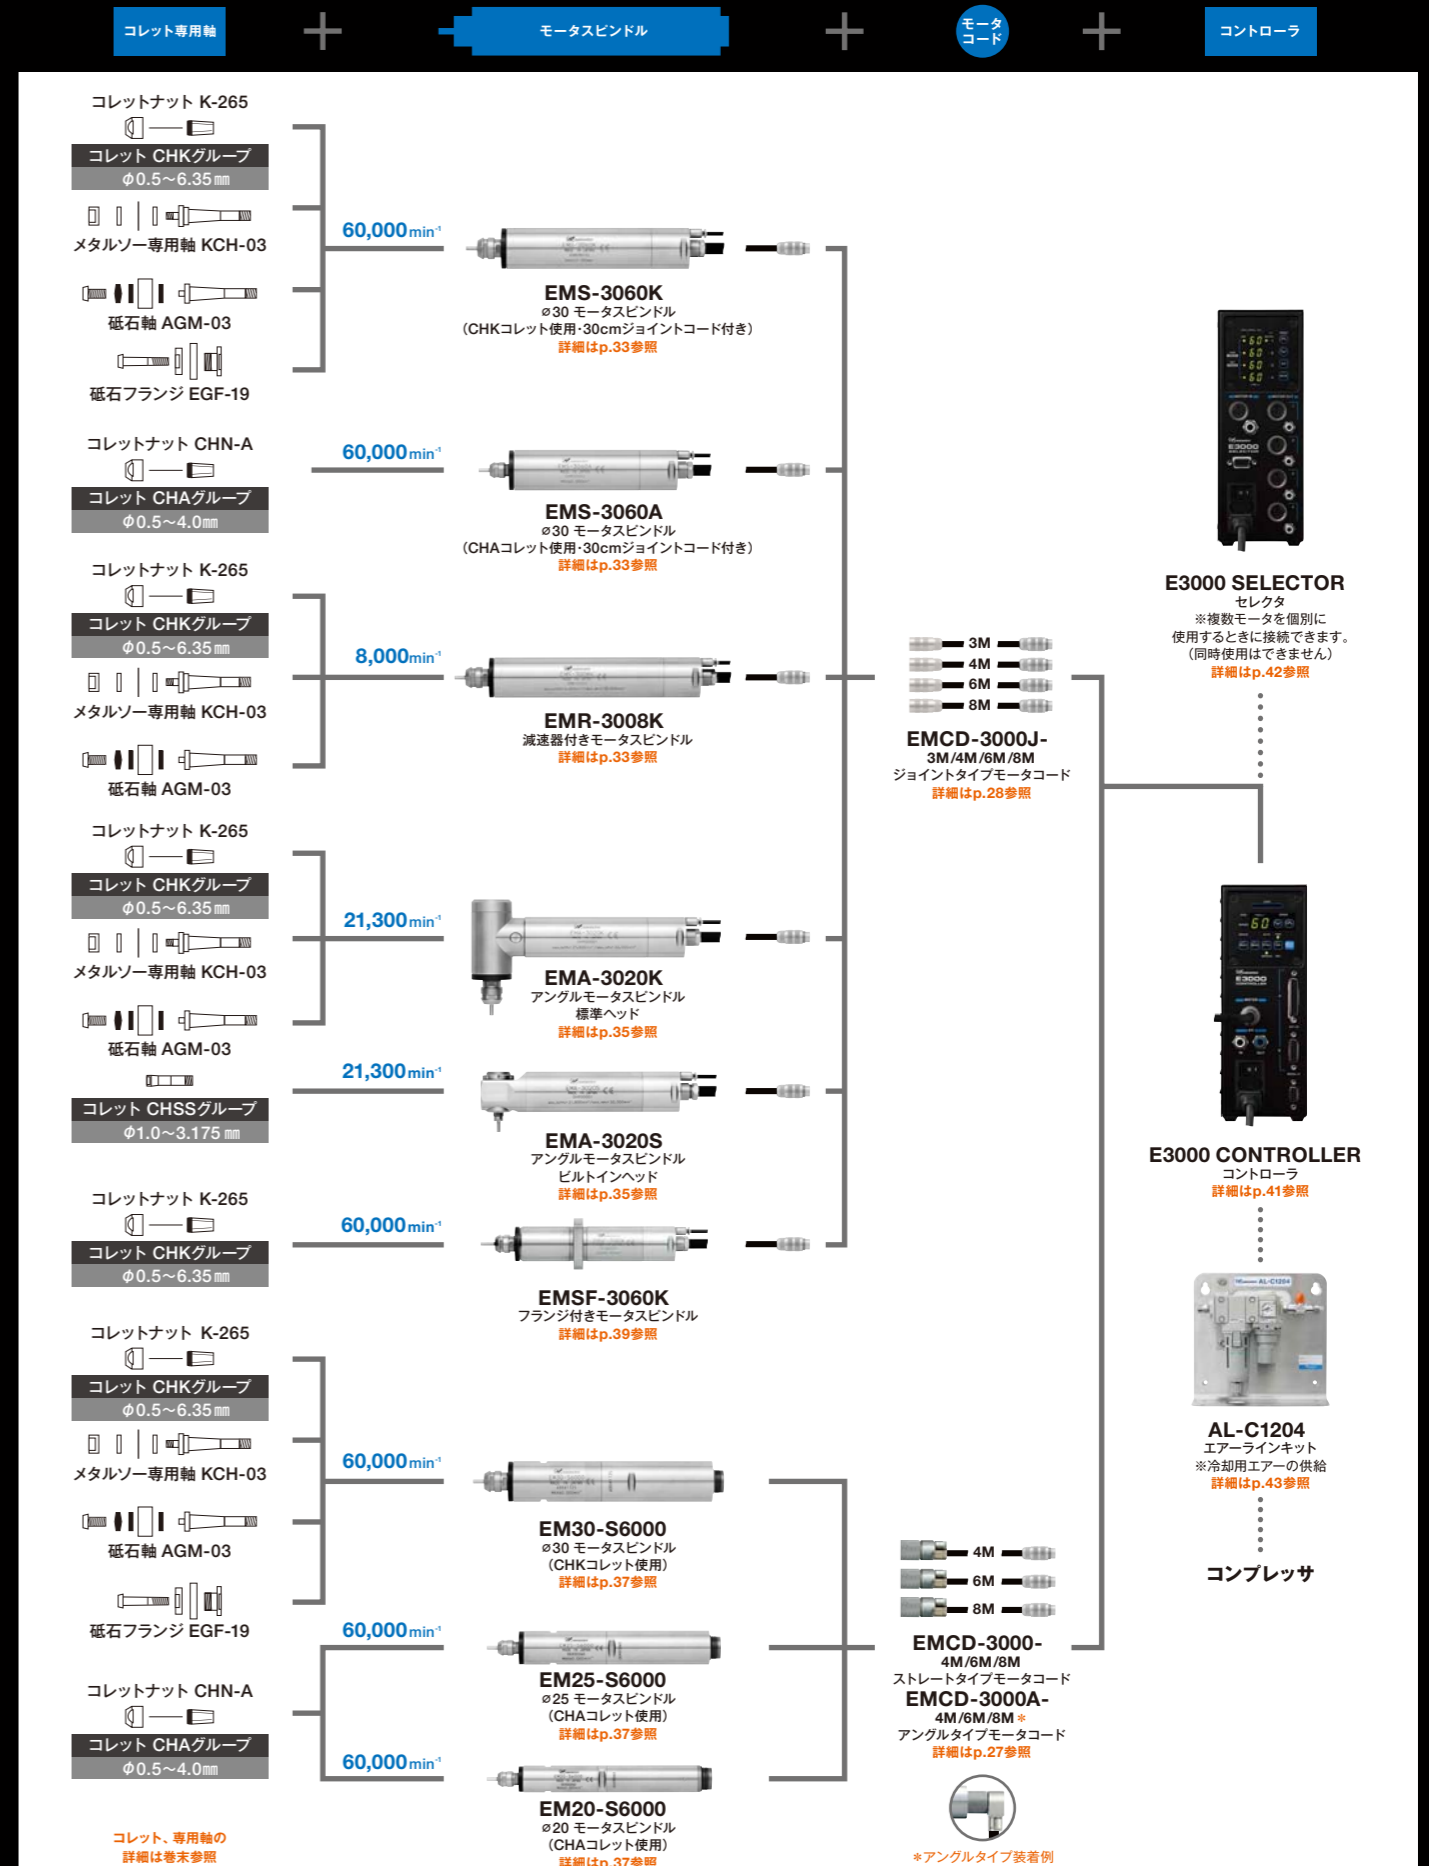 コレット専用軸
モータスピンドル
モータ
コード
コントローラ
コレットナット K-265
コレット CHKグループ
φ0.5～6.35㎜
メタルソー専用軸 KCH-03
砥石軸 AGM-03
砥石フランジ EGF-19
60,000min⁻¹
EMS-3060K
ø30 モータスピンドル
（CHKコレット使用・30cmジョイントコード付き）
詳細はp.33参照
コレットナット CHN-A
コレット CHAグループ
φ0.5～4.0㎜
60,000min⁻¹
EMS-3060A
ø30 モータスピンドル
（CHAコレット使用・30cmジョイントコード付き）
詳細はp.33参照
コレットナット K-265
コレット CHKグループ
φ0.5～6.35㎜
メタルソー専用軸 KCH-03
砥石軸 AGM-03
8,000min⁻¹
EMR-3008K
減速器付きモータスピンドル
詳細はp.33参照
コレットナット K-265
コレット CHKグループ
φ0.5～6.35㎜
メタルソー専用軸 KCH-03
砥石軸 AGM-03
21,300min⁻¹
EMA-3020K
アングルモータスピンドル
標準ヘッド
詳細はp.35参照
コレット CHSSグループ
φ1.0～3.175㎜
21,300min⁻¹
EMA-3020S
アングルモータスピンドル
ビルトインヘッド
詳細はp.35参照
コレットナット K-265
コレット CHKグループ
φ0.5～6.35㎜
60,000min⁻¹
EMSF-3060K
フランジ付きモータスピンドル
詳細はp.39参照
コレットナット K-265
コレット CHKグループ
φ0.5～6.35㎜
メタルソー専用軸 KCH-03
砥石軸 AGM-03
砥石フランジ EGF-19
60,000min⁻¹
EM30-S6000
ø30 モータスピンドル
（CHKコレット使用）
詳細はp.37参照
コレットナット CHN-A
コレット CHAグループ
φ0.5～4.0㎜
60,000min⁻¹
EM25-S6000
ø25 モータスピンドル
（CHAコレット使用）
詳細はp.37参照
60,000min⁻¹
EM20-S6000
ø20 モータスピンドル
（CHAコレット使用）
詳細はp.37参照
コレット、専用軸の
詳細は巻末参照
3M
4M
6M
8M
EMCD-3000J-
3M/4M/6M/8M
ジョイントタイプモータコード
詳細はp.28参照
4M
6M
8M
EMCD-3000-
4M/6M/8M
ストレートタイプモータコード
EMCD-3000A-
4M/6M/8M＊
アングルタイプモータコード
詳細はp.27参照
＊アングルタイプ装着例
E3000
SELECTOR
E3000 SELECTOR
セレクタ
※複数モータを個別に
使用するときに接続できます。
（同時使用はできません）
詳細はp.42参照
60
E3000
CONTROLLER
E3000 CONTROLLER
コントローラ
詳細はp.41参照
AL-C1204
AL-C1204
エアーラインキット
※冷却用エアーの供給
詳細はp.43参照
コンプレッサ